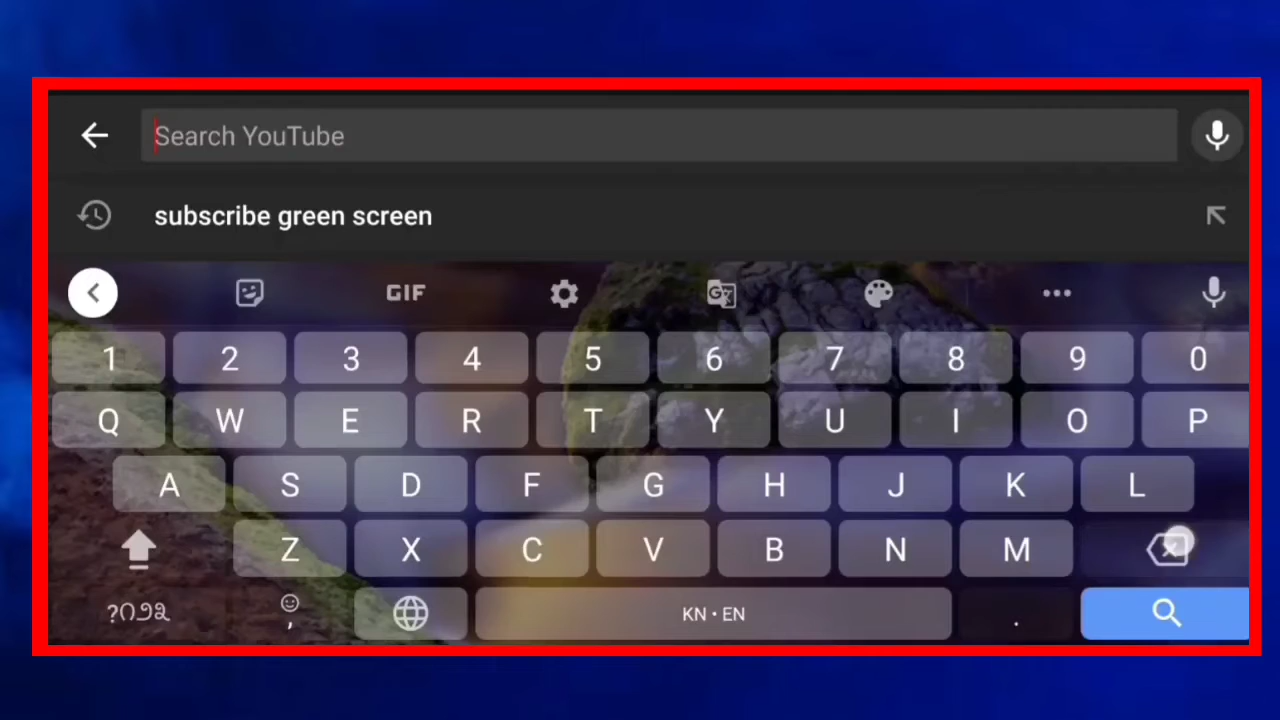 Search YouTube
subscribe green screen
GIF
1 2 3 4 5 6 7 8 9 0
Q W E R T Y U I O P
A S D F G H J K L
Z X C V B N M
?೧೨೩ , KN • EN .